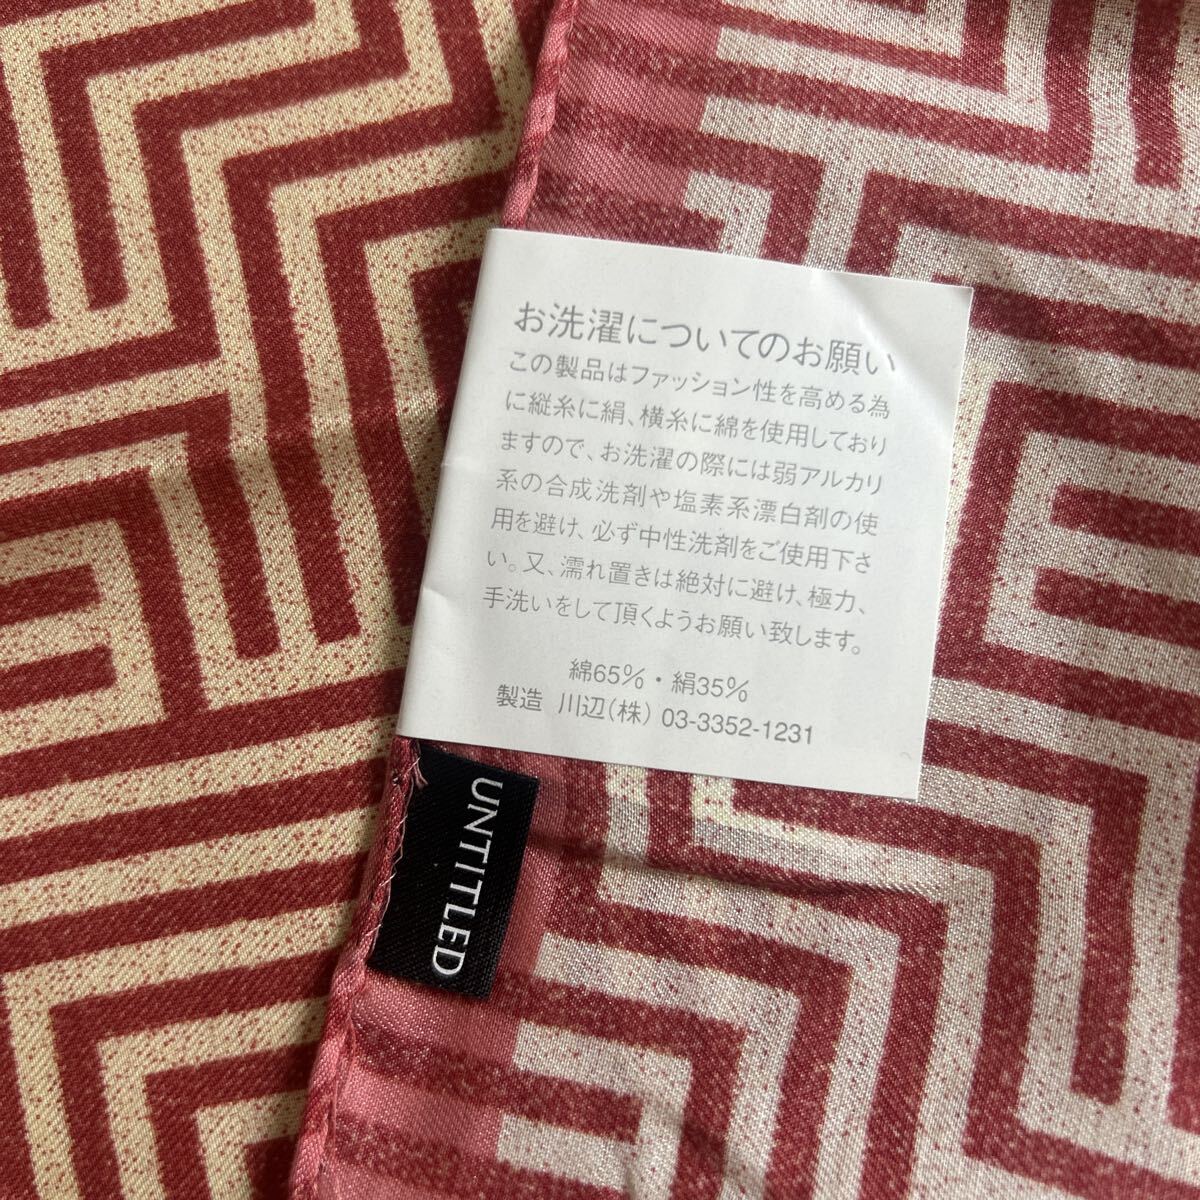 お洗濯についてのお願い
この製品はファッション性を高める為
に縦糸に絹、横糸に綿を使用しており
ますので、お洗濯の際には弱アルカリ
系の合成洗剤や塩素系漂白剤の使
用を避け、必ず中性洗剤をご使用下さ
い。又、濡れ置きは絶対に避け、極力、
手洗いをして頂くようお願い致します。
綿65%・絹35%
製造 川辺(株) 03-3352-1231
UNTITLED